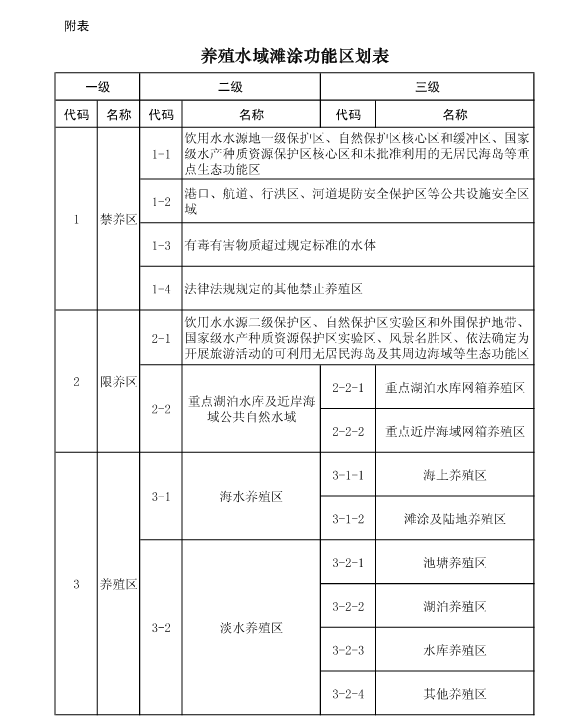 附表
养殖水域滩涂功能区划表
一级 二级 三级
代码 名称 代码 名称 代码 名称
1 禁养区
1-1 饮用水水源地一级保护区、自然保护区核心区和缓冲区、国家
级水产种质资源保护区核心区和未批准利用的无居民海岛等重
点生态功能区
1-2 港口、航道、行洪区、河道堤防安全保护区等公共设施安全区
域
1-3 有毒有害物质超过规定标准的水体
1-4 法律法规规定的其他禁止养殖区
2 限养区
2-1 饮用水水源二级保护区、自然保护区实验区和外围保护地带、
国家级水产种质资源保护区实验区、风景名胜区、依法确定为
开展旅游活动的可利用无居民海岛及其周边海域等生态功能区
2-2 重点湖泊水库及近岸海
域公共自然水域
2-2-1 重点湖泊水库网箱养殖区
2-2-2 重点近岸海域网箱养殖区
3 养殖区
3-1 海水养殖区
3-1-1 海上养殖区
3-1-2 滩涂及陆地养殖区
3-2 淡水养殖区
3-2-1 池塘养殖区
3-2-2 湖泊养殖区
3-2-3 水库养殖区
3-2-4 其他养殖区